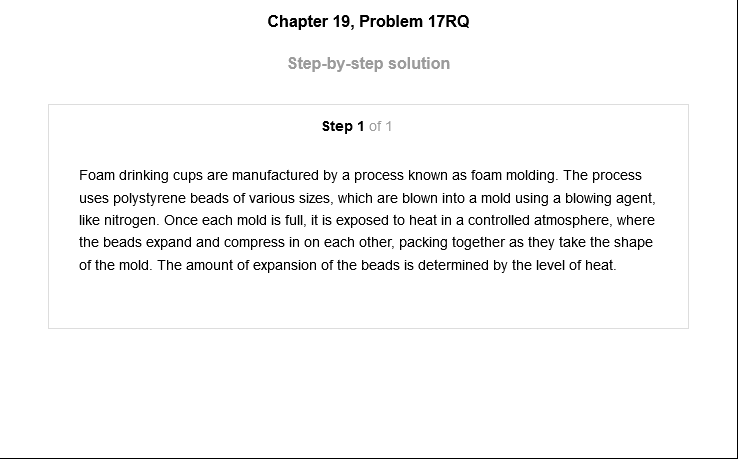 Chapter 19, Problem 17RQ
Step-by-step solution
Step 1 of 1
Foam drinking cups are manufactured by a process known as foam molding. The process
uses polystyrene beads of various sizes, which are blown into a mold using a blowing agent,
like nitrogen. Once each mold is full, it is exposed to heat in a controlled atmosphere, where
the beads expand and compress in on each other, packing together as they take the shape
of the mold. The amount of expansion of the beads is determined by the level of heat.